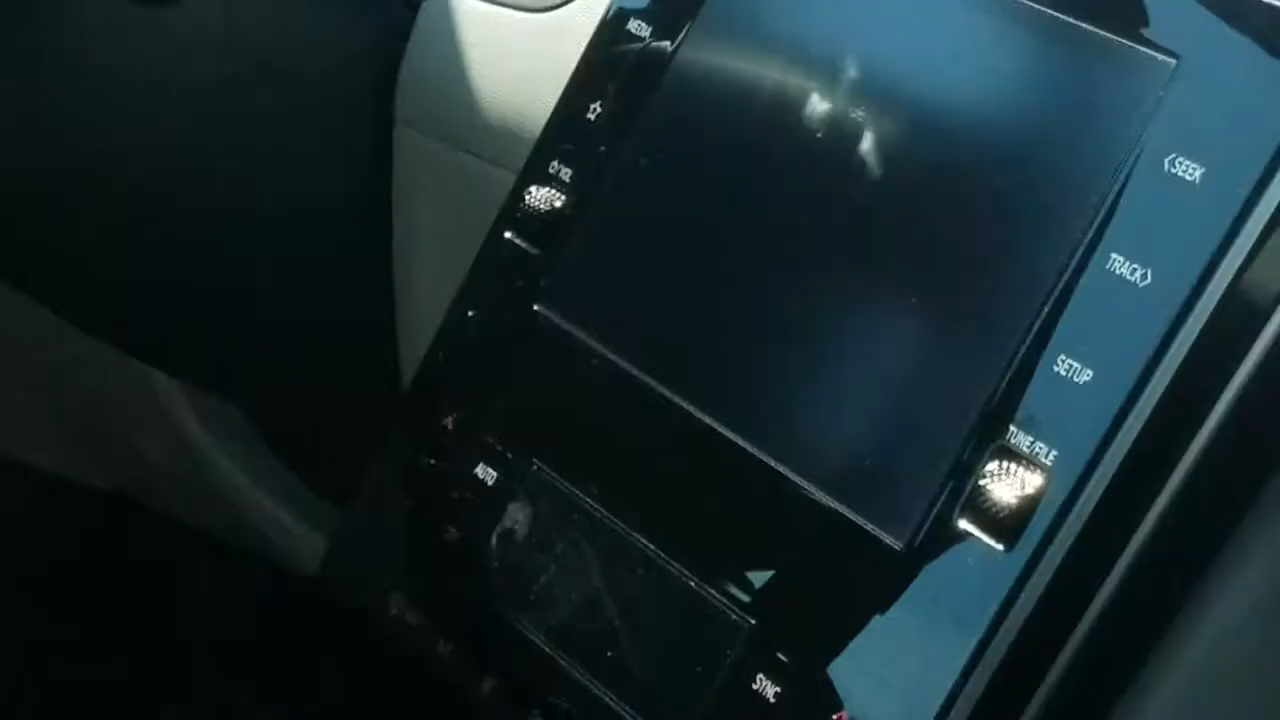 MEDIA
⏻/VOL
<SEEK
TRACK>
SETUP
TUNE/FILE
AUTO
SYNC